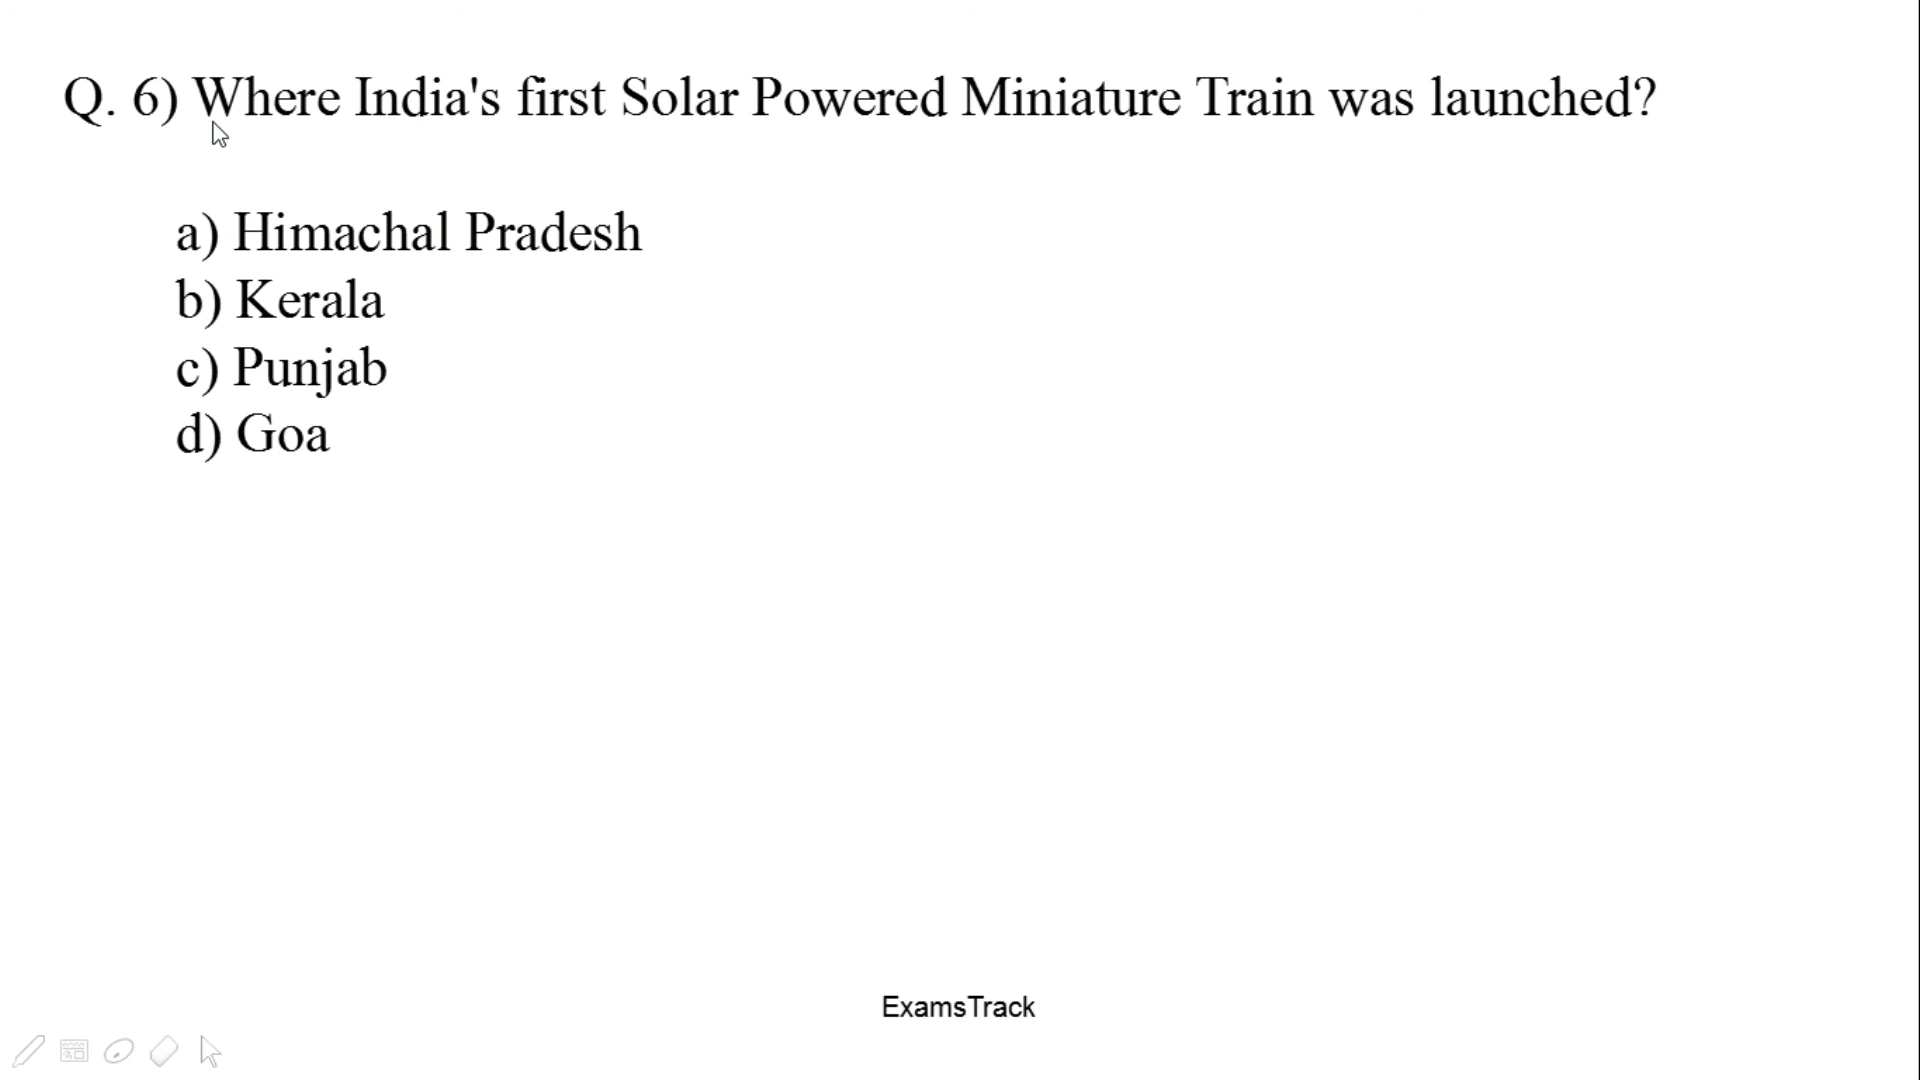 Q. 6) Where India's first Solar Powered Miniature Train was launched?
a) Himachal Pradesh
b) Kerala
c) Punjab
d) Goa
ExamsTrack